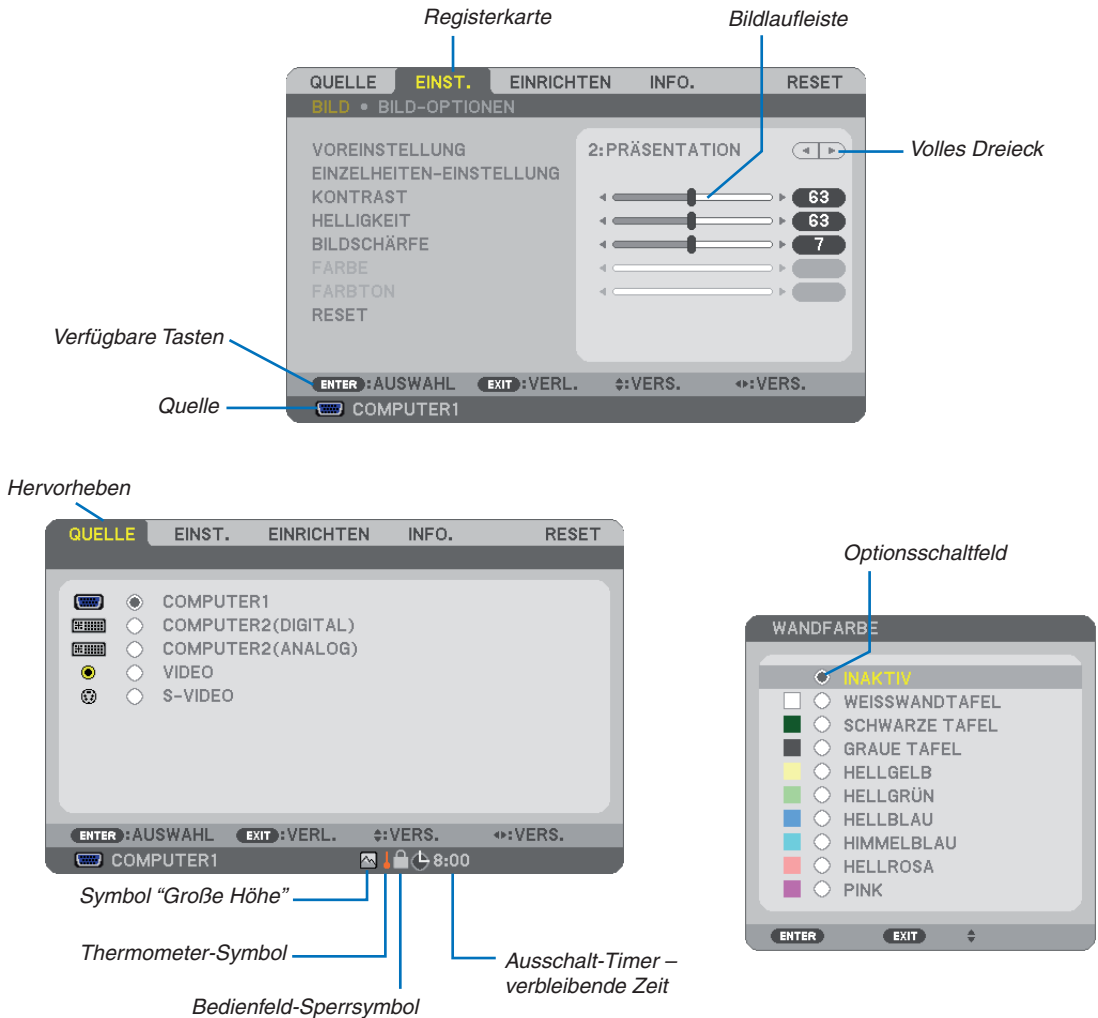 Registerkarte
Bildlaufleiste
QUELLE EINST. EINRICHTEN INFO. RESET
BILD • BILD-OPTIONEN
VOREINSTELLUNG 2:PRÄSENTATION
Volles Dreieck
EINZELHEITEN-EINSTELLUNG
KONTRAST 63
HELLIGKEIT 63
BILDSCHÄRFE 7
FARBE
FARBTON
RESET
Verfügbare Tasten
ENTER:AUSWAHL EXIT:VERL. :VERS. :VERS.
Quelle
COMPUTER1
Hervorheben
QUELLE EINST. EINRICHTEN INFO. RESET
COMPUTER1
COMPUTER2(DIGITAL)
COMPUTER2(ANALOG)
VIDEO
S-VIDEO
ENTER:AUSWAHL EXIT:VERL. :VERS. :VERS.
COMPUTER1 8:00
Symbol “Große Höhe”
Thermometer-Symbol
Bedienfeld-Sperrsymbol
Ausschalt-Timer –
verbleibende Zeit
Optionsschaltfeld
WANDFARBE
INAKTIV
WEISSWANDTAFEL
SCHWARZE TAFEL
GRAUE TAFEL
HELLGELB
HELLGRÜN
HELLBLAU
HIMMELBLAU
HELLROSA
PINK
ENTER EXIT